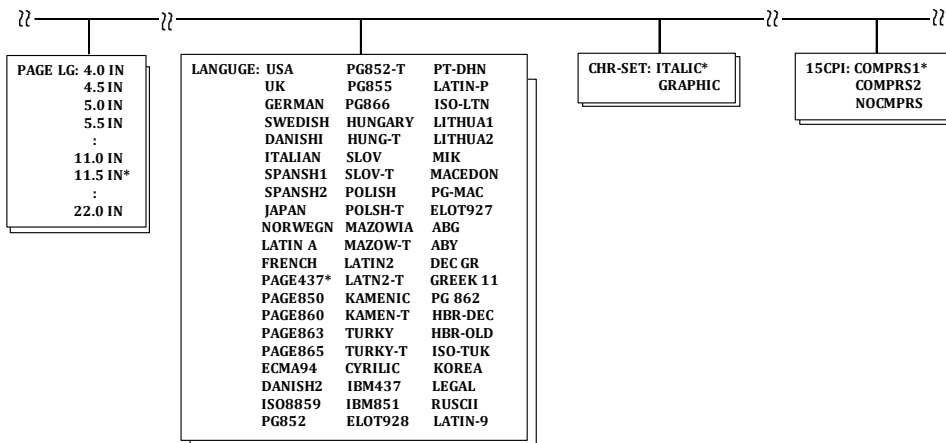 PAGE LG: 4.0 IN
4.5 IN
5.0 IN
5.5 IN
:
11.0 IN
11.5 IN*
:
22.0 IN
LANGUGE: USA PG852-T PT-DHN
UK PG855 LATIN-P
GERMAN PG866 ISO-LTN
SWEDISH HUNGARY LITHUA1
DANISHI HUNG-T LITHUA2
ITALIAN SLOV MIK
SPANSH1 SLOV-T MACEDON
SPANSH2 POLISH PG-MAC
JAPAN POLSH-T ELOT927
NORWEGN MAZOWIA ABG
LATIN A MAZOW-T ABY
FRENCH LATIN2 DEC GR
PAGE437* LATN2-T GREEK 11
PAGE850 KAMENIC PG 862
PAGE860 KAMEN-T HBR-DEC
PAGE863 TURKY HBR-OLD
PAGE865 TURKY-T ISO-TUK
ECMA94 CYRILIC KOREA
DANISH2 IBM437 LEGAL
ISO8859 IBM851 RUSCII
PG852 ELOT928 LATIN-9
CHR-SET: ITALIC*
GRAPHIC
15CPI: COMPRS1*
COMPRS2
NOCMPRS